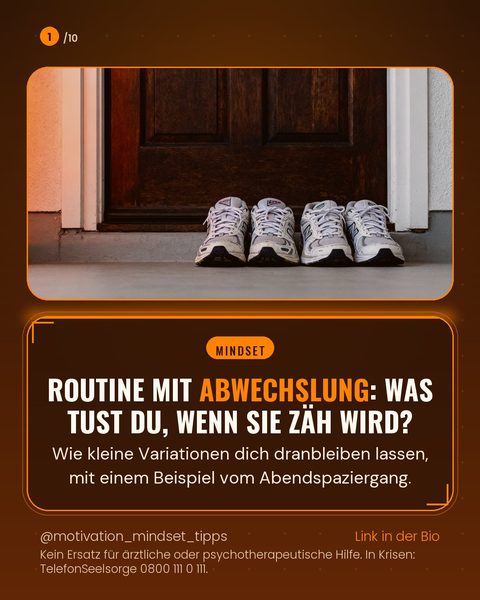 1 /10
MINDSET
ROUTINE MIT ABWECHSLUNG: WAS
TUST DU, WENN SIE ZÄH WIRD?
Wie kleine Variationen dich dranbleiben lassen,
mit einem Beispiel vom Abendspaziergang.
@motivation_mindset_tipps Link in der Bio
Kein Ersatz für ärztliche oder psychotherapeutische Hilfe. In Krisen:
TelefonSeelsorge 0800 111 0 111.